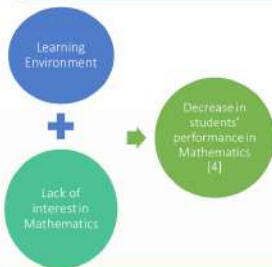 Learning
Environment
Lack of
interest in
Mathematics
Decrease in
students'
performance in
Mathematics
[4]